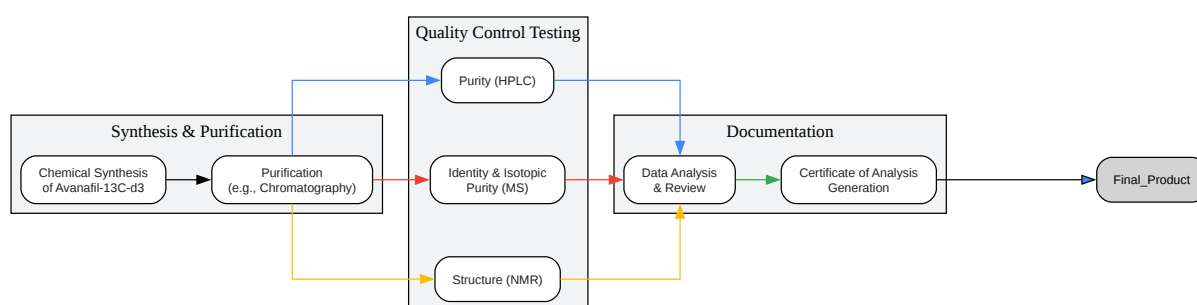 Quality Control Testing
Purity (HPLC)
Synthesis & Purification
Documentation
Chemical Synthesis
of Avanafil-13C-d3
Purification
(e.g., Chromatography)
Identity & Isotopic
Purity (MS)
Data Analysis
& Review
Certificate of Analysis
Generation
Final_Product
Structure (NMR)